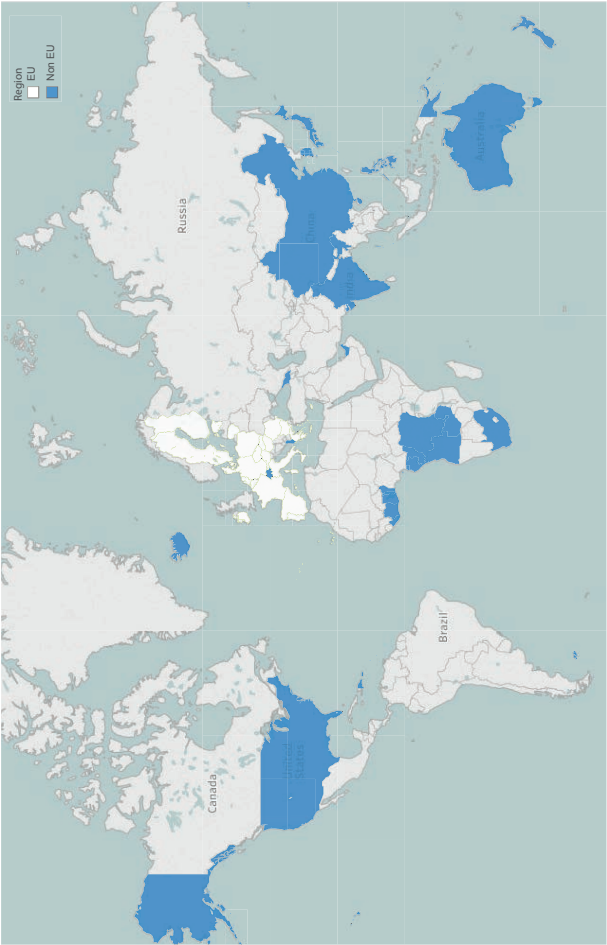 Region
EU
Non EU
Russia
China
India
Australia
Canada
United
States
Brazil